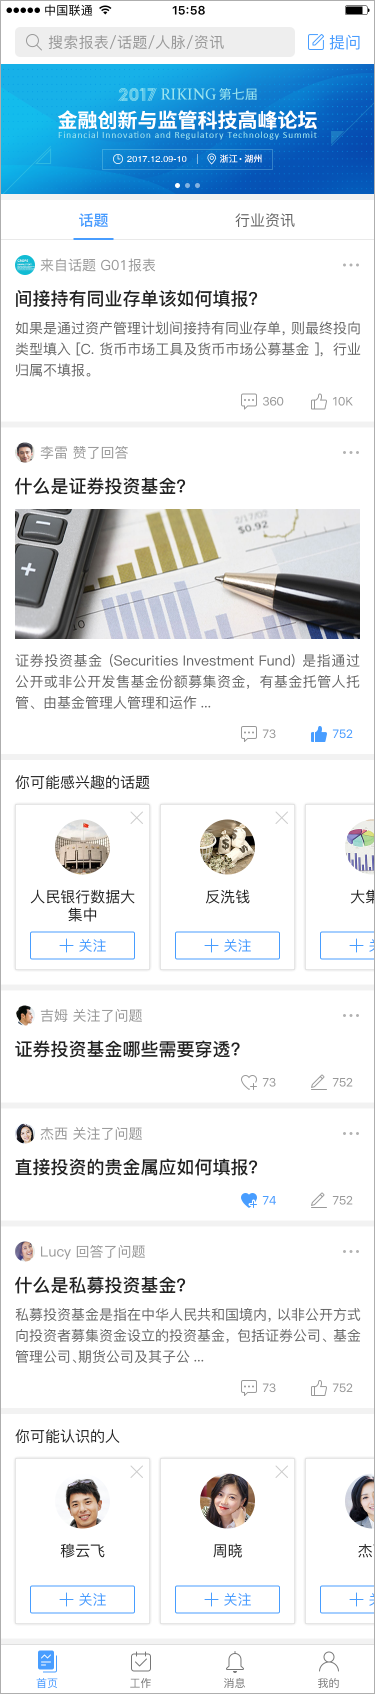 中国联通
15:58
搜索报表/话题/人脉/资讯
提问
2017 RIKING 第七届
金融创新与监管科技高峰论坛
Financial Innovation and Regulatory Technology Summit
2017.12.09-10 | 浙江·湖州
话题
行业资讯
来自话题 G01报表
间接持有同业存单该如何填报?
如果是通过资产管理计划间接持有同业存单, 则最终投向
类型填入 [C. 货币市场工具及货币市场公募基金 ], 行业
归属不填报。
360
10K
李雷 赞了回答
什么是证券投资基金?
2/17/02
$0.92
证券投资基金 (Securities Investment Fund) 是指通过
公开或非公开发售基金份额募集资金, 有基金托管人托
管、由基金管理人管理和运作 ...
73
752
你可能感兴趣的话题
人民银行数据大
集中
反洗钱
大集
关注
关注
吉姆 关注了问题
证券投资基金哪些需要穿透?
73
752
杰西 关注了问题
直接投资的贵金属应如何填报?
74
752
Lucy 回答了问题
什么是私募投资基金?
私募投资基金是指在中华人民共和国境内, 以非公开方式
向投资者募集资金设立的投资基金, 包括证券公司、基金
管理公司、期货公司及其子公 ...
73
752
你可能认识的人
穆云飞
周晓
杰
关注
关注
首页
工作
消息
我的